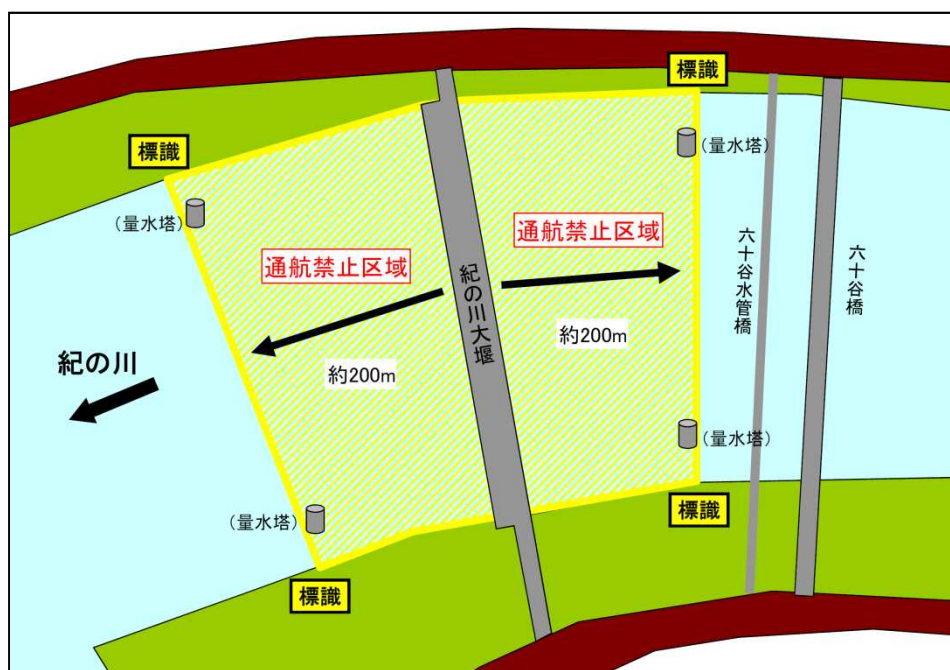 標識
標識
(量水塔)
(量水塔)
通航禁止区域
通航禁止区域
六十谷水管橋
六十谷橋
紀の川大堰
約200m
約200m
紀の川
(量水塔)
(量水塔)
標識
標識